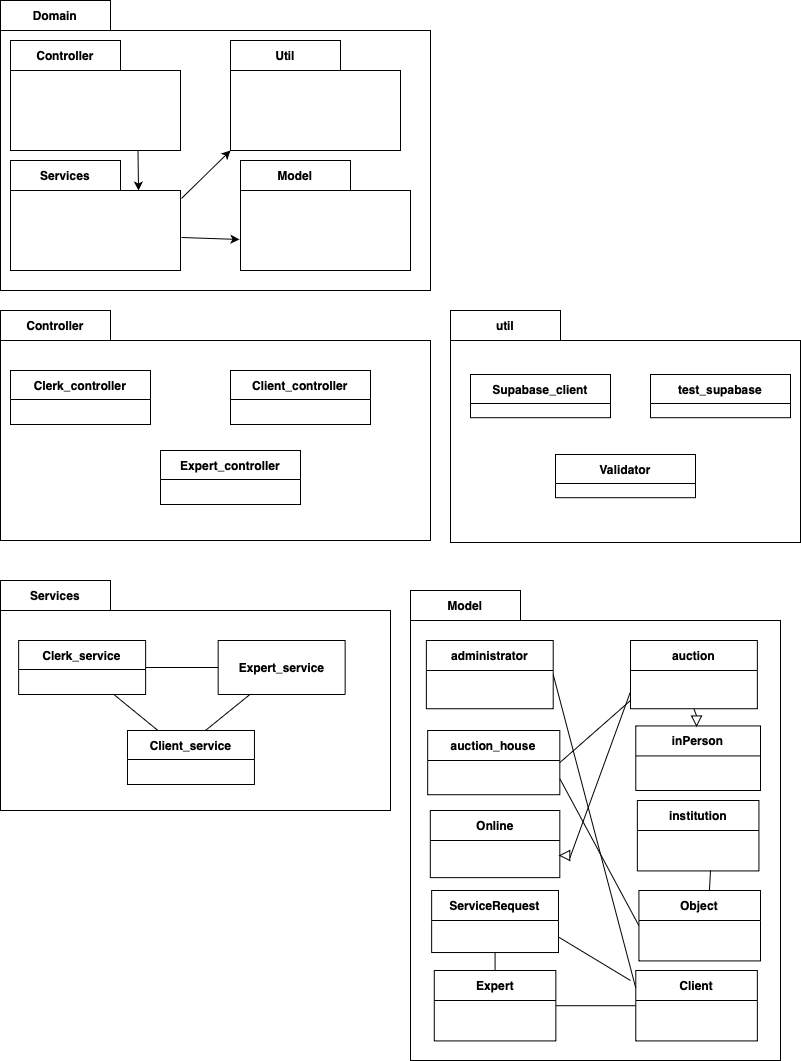 Domain
Controller
Util
Services
Model
Controller
Clerk_controller
Client_controller
Expert_controller
util
Supabase_client
test_supabase
Validator
Services
Clerk_service
Expert_service
Client_service
Model
administrator
auction
auction_house
inPerson
Online
institution
ServiceRequest
Object
Expert
Client